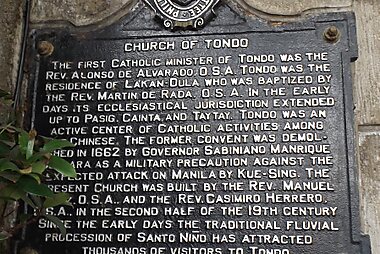 CHURCH OF TONDO
THE FIRST CATHOLIC MINISTER OF TONDO WAS THE
REV. ALONSO DE ALVARADO, O.S.A. TONDO WAS THE
RESIDENCE OF LAKAN-DULA WHO WAS BAPTIZED BY
THE REV. MARTIN DE RADA, O.S.A. IN THE EARLY
DAYS ITS ECCLESIASTICAL JURISDICTION EXTENDED
UP TO PASIG, CAINTA, AND TAYTAY. TONDO WAS AN
ACTIVE CENTER OF CATHOLIC ACTIVITIES AMONG
CHINESE. THE FORMER CONVENT WAS DEMOL-
SHED IN 1662 BY GOVERNOR SABINIANO MANRIQUE
ARA AS A MILITARY PRECAUTION AGAINST THE
EXPECTED ATTACK ON MANILA BY KUE-SING. THE
RESENT CHURCH WAS BUILT BY THE REV. MANUEL
O.S.A., AND THE REV. CASIMIRO HERRERO,
O.S.A., IN THE SECOND HALF OF THE 19TH CENTURY
SINCE THE EARLY DAYS THE TRADITIONAL FLUVIAL
PROCESSION OF SANTO NIÑO HAS ATTRACTED
THOUSANDS OF VISITORS TO TONDO